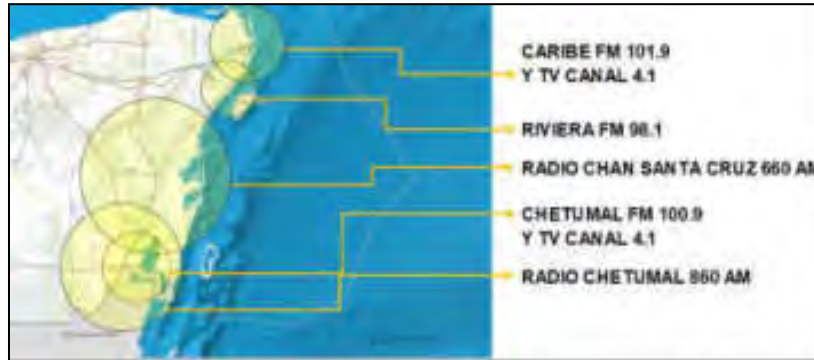 CARIBE FM 101.9
Y TV CANAL 4.1
RIVIERA FM 98.1
RADIO CHAN SANTA CRUZ 660 AM
CHETUMAL FM 100.9
Y TV CANAL 4.1
RADIO CHETUMAL 860 AM